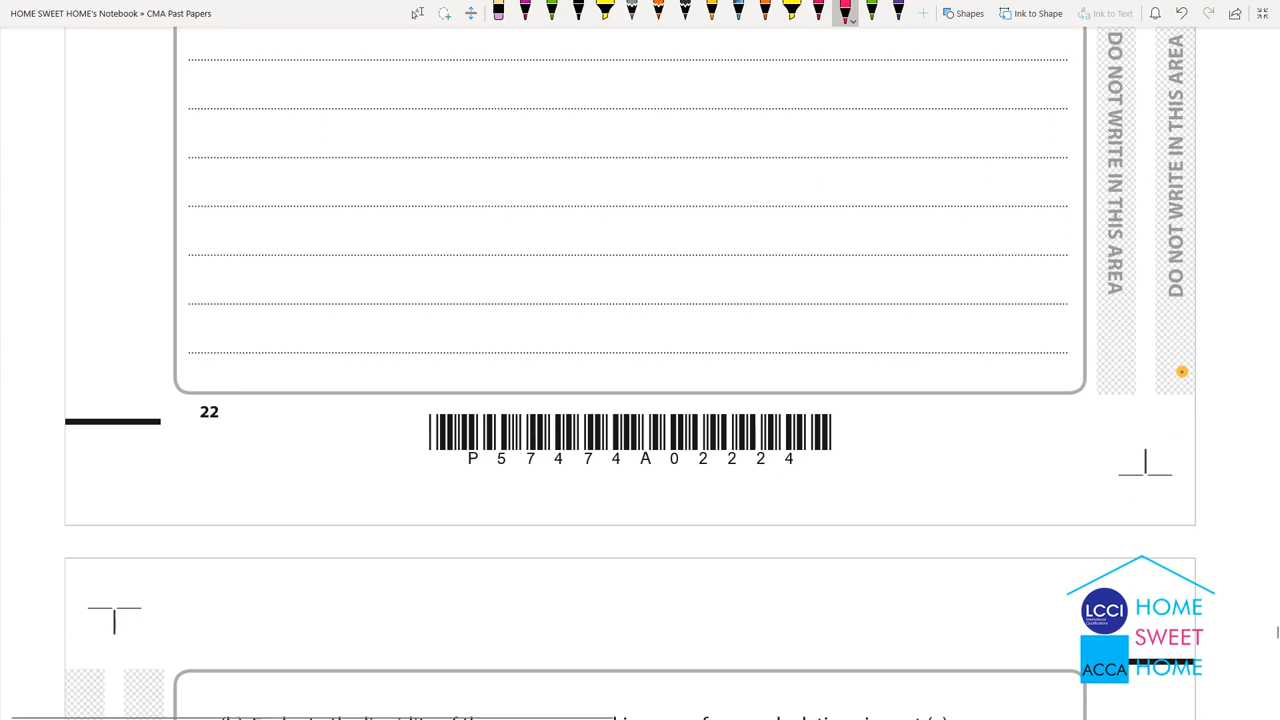 HOME SWEET HOME's Notebook » CMA Past Papers
Shapes
Ink to Shape
Ink to Text
DO NOT WRITE IN THIS AREA
DO NOT WRITE IN THIS AREA
22
P 5 7 4 7 4 A 0 2 2 2 4
LCCI
International
Qualifications
ACCA
HOME
SWEET
HOME